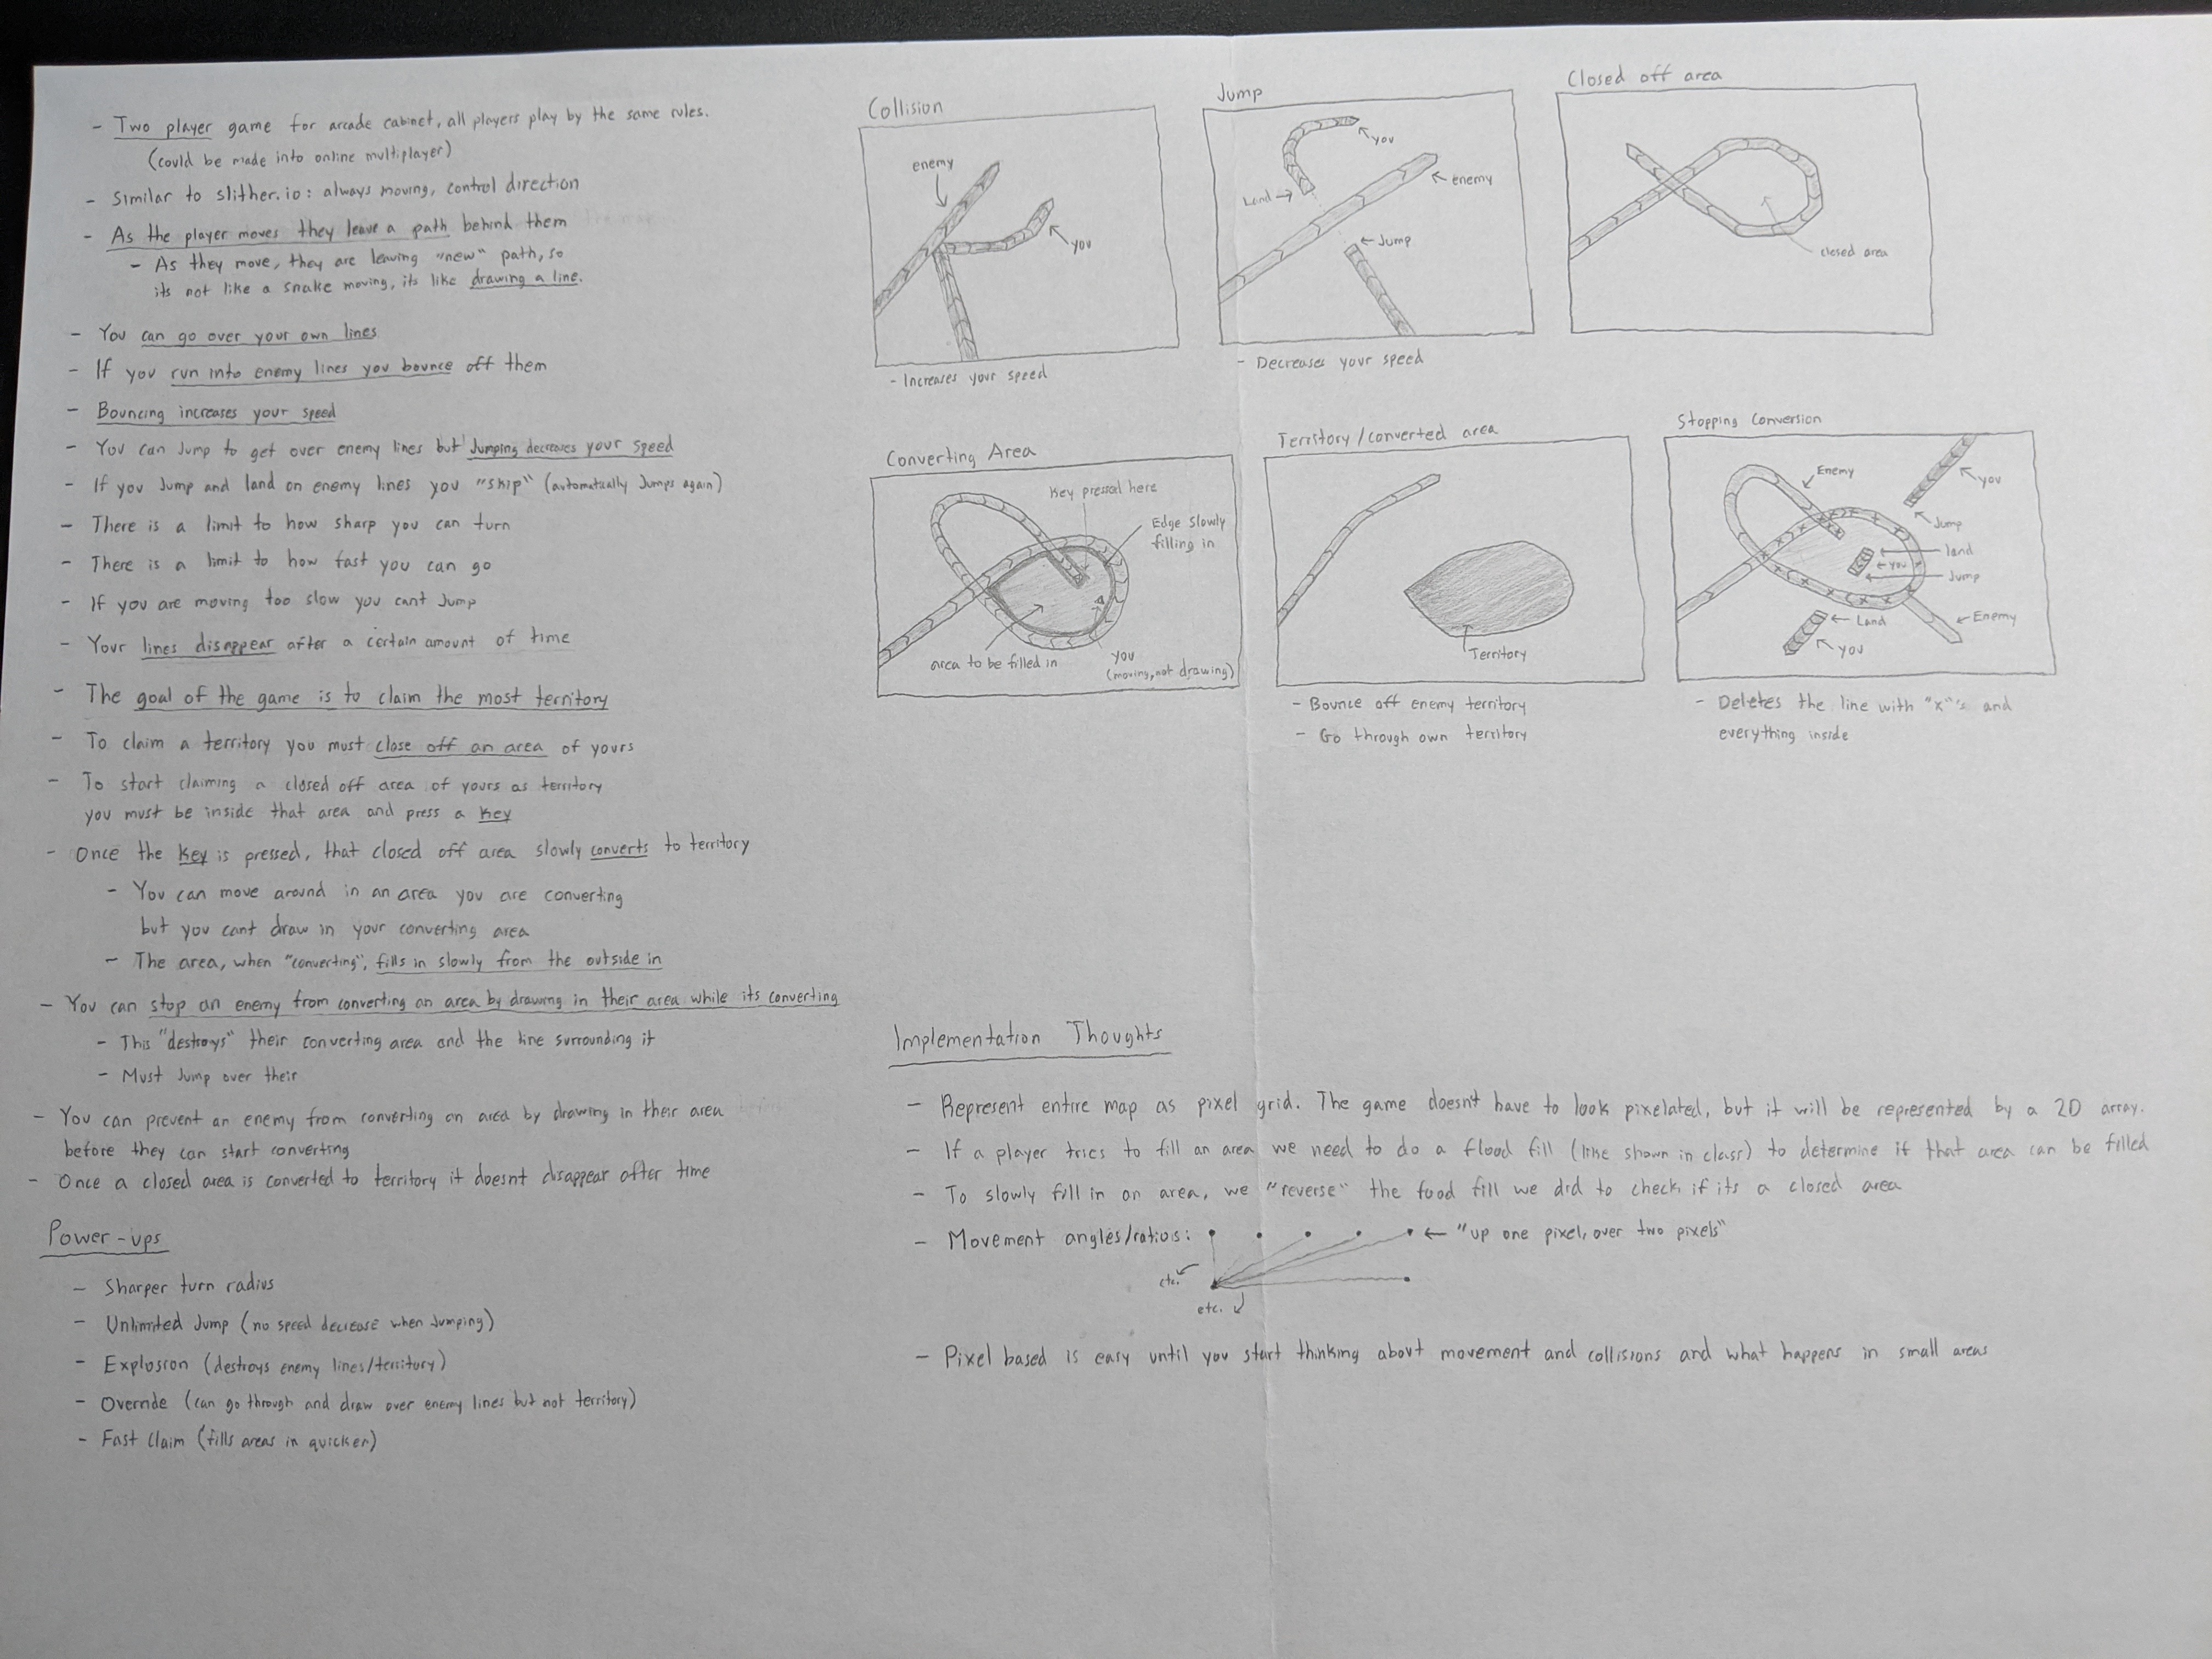 - Two player game for arcade cabinet, all players play by the same rules.
(could be made into online multiplayer)
- Similar to slither.io: always moving, control direction
- As the player moves they leave a path behind them
- As they move, they are leaving "new" path, so
its not like a snake moving, its like drawing a line.
- You can go over your own lines
- If you run into enemy lines you bounce off them
- Bouncing increases your speed
- You can Jump to get over enemy lines but Jumping decreases your speed
- If you Jump and land on enemy lines you "skip" (automatically Jumps again)
- There is a limit to how sharp you can turn
- There is a limit to how fast you can go
- If you are moving too slow you cant Jump
- Your lines disappear after a certain amount of time
- The goal of the game is to claim the most territory
- To claim a territory you must close off an area of yours
- To start claiming a closed off area of yours as territory
you must be inside that area and press a key
- Once the key is pressed, that closed off area slowly converts to territory
- You can move around in an area you are converting
but you cant draw in your converting area
- The area, when "converting", fills in slowly from the outside in
- You can stop an enemy from converting an area by drawing in their area while its converting
- This "destroys" their converting area and the line surrounding it
- Must Jump over their
- You can prevent an enemy from converting an area by drawing in their area
before they can start converting
- Once a closed area is converted to territory it doesnt disappear after time
Power-ups
- Sharper turn radius
- Unlimited Jump (no speed decrease when Jumping)
- Explosion (destroys enemy lines/territory)
- Override (can go through and draw over enemy lines but not territory)
- Fast Claim (fills areas in quicker)
Collision
enemy
you
- Increases your speed
Jump
you
Land
enemy
Jump
- Decreases your speed
Closed off area
closed area
Converting Area
Key pressed here
Edge slowly
filling in
area to be filled in
you
(moving, not drawing)
Territory/converted area
Territory
- Bounce off enemy territory
- Go through own territory
Stopping Conversion
Enemy
you
Jump
land
you
Jump
Land
Enemy
you
- Deletes the line with "x"'s and
everything inside
Implementation Thoughts
- Represent entire map as pixel grid. The game doesnt have to look pixelated, but it will be represented by a 2D array.
- If a player tries to fill an area we need to do a flood fill (like shown in class) to determine if that area can be filled
- To slowly fill in an area, we "reverse" the food fill we did to check if its a closed area
- Movement angles/ratios:
"up one pixel, over two pixels"
etc.
etc.
- Pixel based is easy until you start thinking about movement and collisions and what happens in small areas